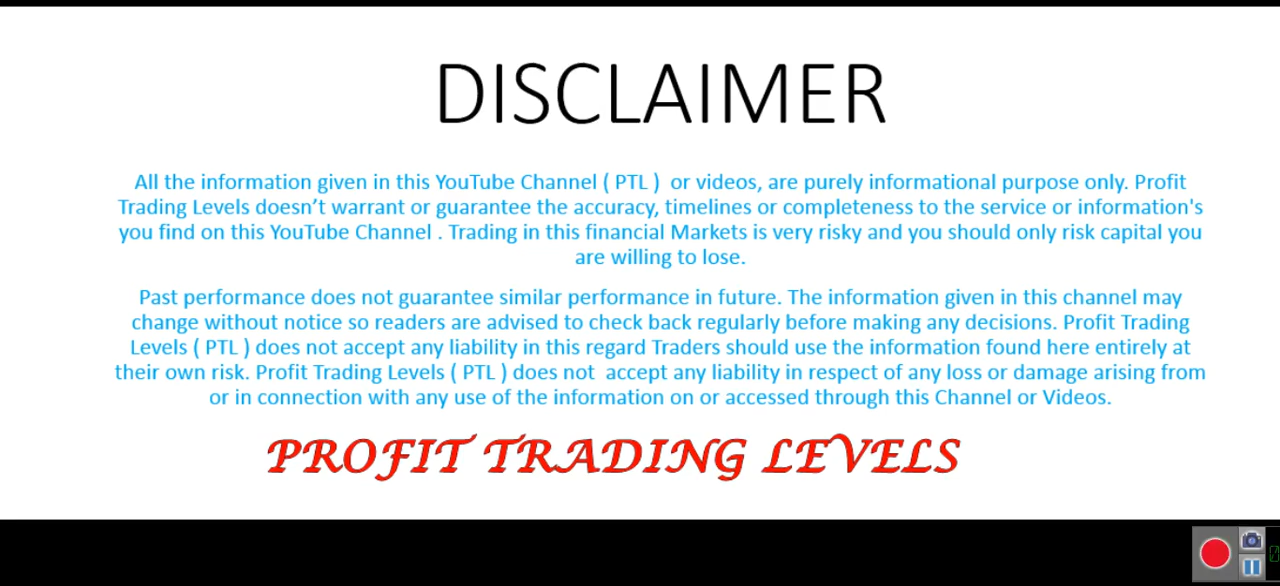 DISCLAIMER
All the information given in this YouTube Channel ( PTL )  or videos, are purely informational purpose only. Profit
Trading Levels doesn’t warrant or guarantee the accuracy, timelines or completeness to the service or information's
you find on this YouTube Channel . Trading in this financial Markets is very risky and you should only risk capital you
are willing to lose.
Past performance does not guarantee similar performance in future. The information given in this channel may
change without notice so readers are advised to check back regularly before making any decisions. Profit Trading
Levels ( PTL ) does not accept any liability in this regard Traders should use the information found here entirely at
their own risk. Profit Trading Levels ( PTL ) does not  accept any liability in respect of any loss or damage arising from
or in connection with any use of the information on or accessed through this Channel or Videos.
PROFIT TRADING LEVELS